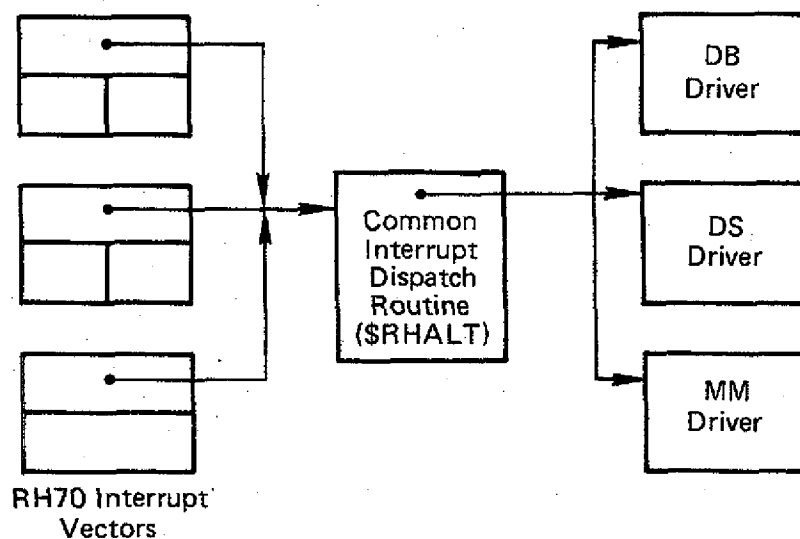 DB
Driver
Common
Interrupt
Dispatch
Routine
($RHALT)
DS
Driver
MM
Driver
RH70 Interrupt
Vectors